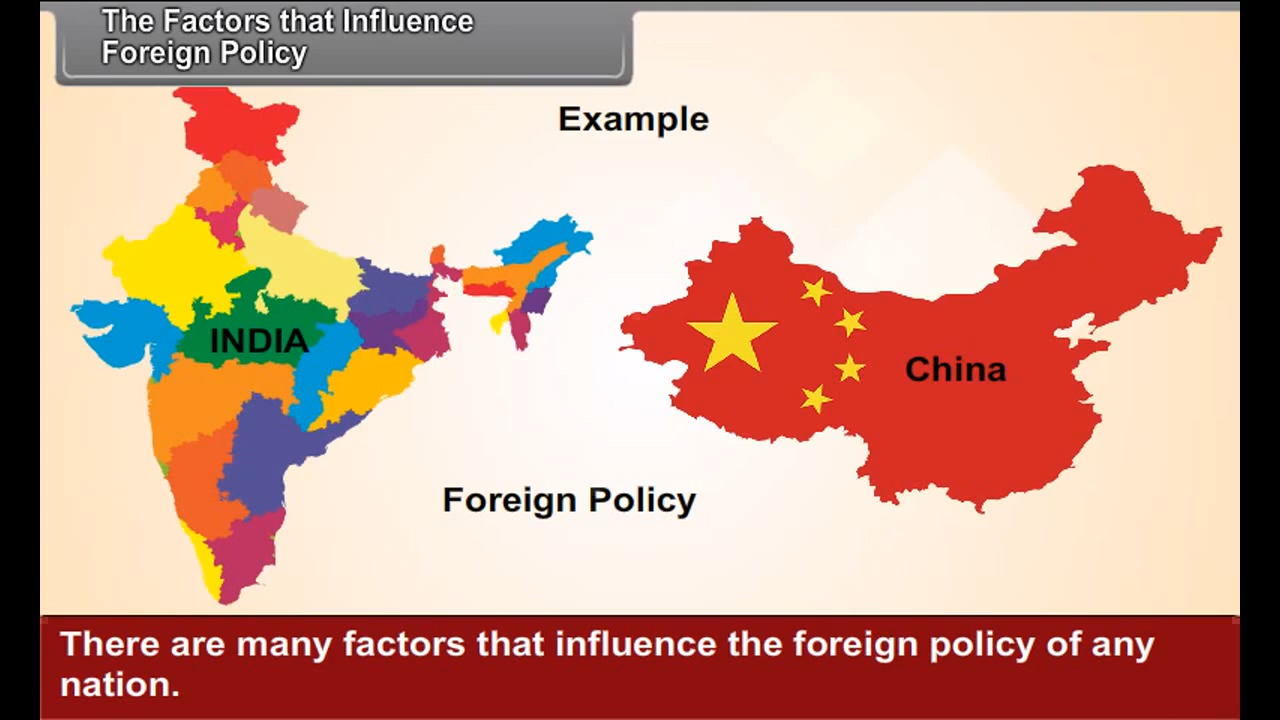 The Factors that Influence
Foreign Policy
Example
INDIA
China
Foreign Policy
There are many factors that influence the foreign policy of any
nation.